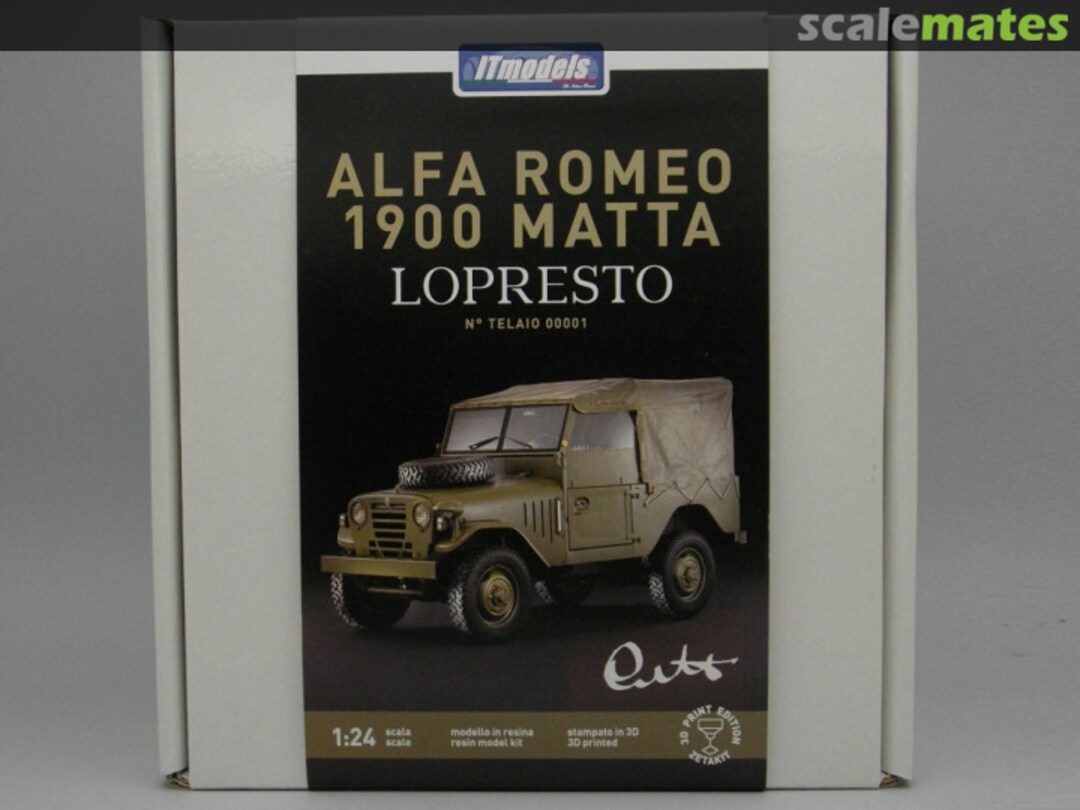 scalemates
ITmodels
ALFA ROMEO
1900 MATTA
LOPRESTO
N° TELAIO 00001
1:24 scala
scale
modello in resina
resin model kit
stampato in 3D
3D printed
3D PRINT EDITION
ZETAKIT